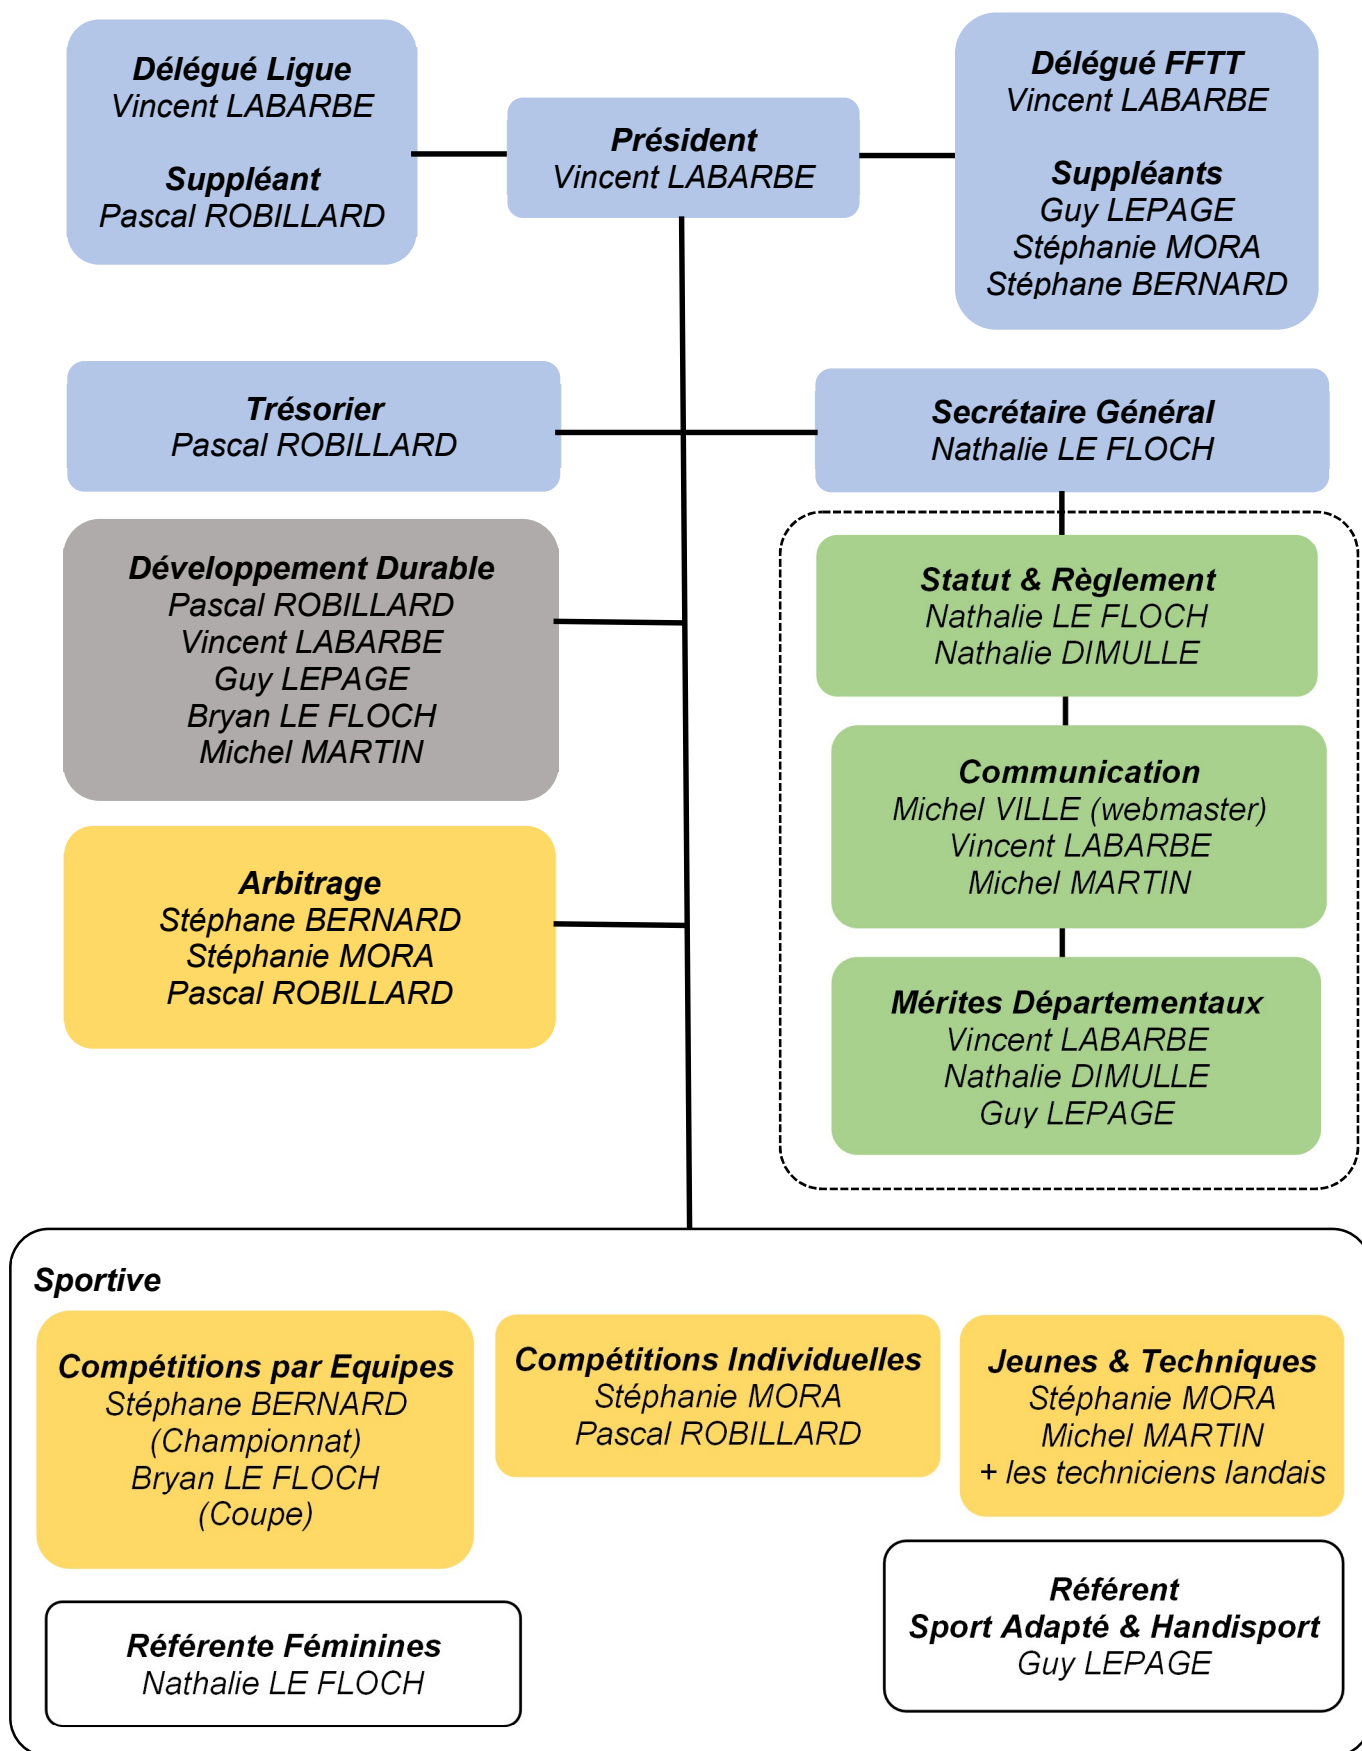 Délégué Ligue
Vincent LABARBE
Suppléant
Pascal ROBILLARD
Président
Vincent LABARBE
Délégué FFTT
Vincent LABARBE
Suppléants
Guy LEPAGE
Stéphanie MORA
Stéphane BERNARD
Trésorier
Pascal ROBILLARD
Secrétaire Général
Nathalie LE FLOCH
Développement Durable
Pascal ROBILLARD
Vincent LABARBE
Guy LEPAGE
Bryan LE FLOCH
Michel MARTIN
Statut & Règlement
Nathalie LE FLOCH
Nathalie DIMULLE
Communication
Michel VILLE (webmaster)
Vincent LABARBE
Michel MARTIN
Arbitrage
Stéphane BERNARD
Stéphanie MORA
Pascal ROBILLARD
Mérites Départementaux
Vincent LABARBE
Nathalie DIMULLE
Guy LEPAGE
Sportive
Compétitions par Equipes
Stéphane BERNARD
(Championnat)
Bryan LE FLOCH
(Coupe)
Compétitions Individuelles
Stéphanie MORA
Pascal ROBILLARD
Jeunes & Techniques
Stéphanie MORA
Michel MARTIN
+ les techniciens landais
Référente Féminines
Nathalie LE FLOCH
Référent
Sport Adapté & Handisport
Guy LEPAGE